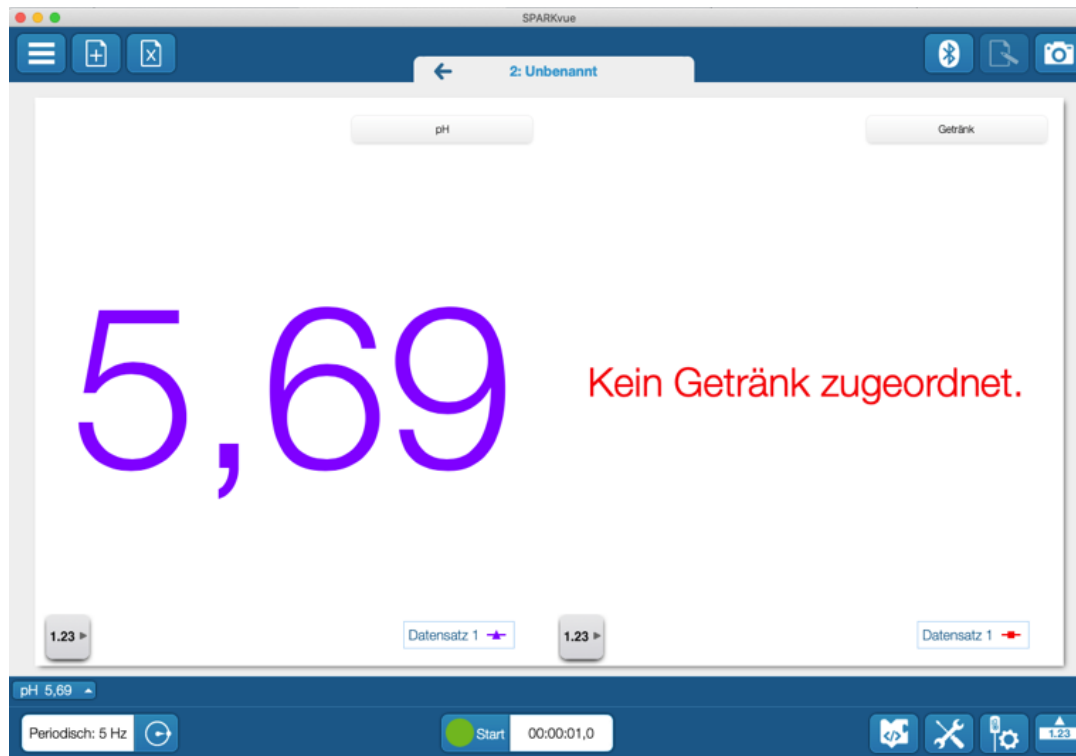 SPARKvue
2: Unbenannt
pH
Getränk
5,69
Kein Getränk zugeordnet.
1.23
Datensatz 1
1.23
Datensatz 1
pH 5,69
Periodisch: 5 Hz
Start
00:00:01,0
1.23